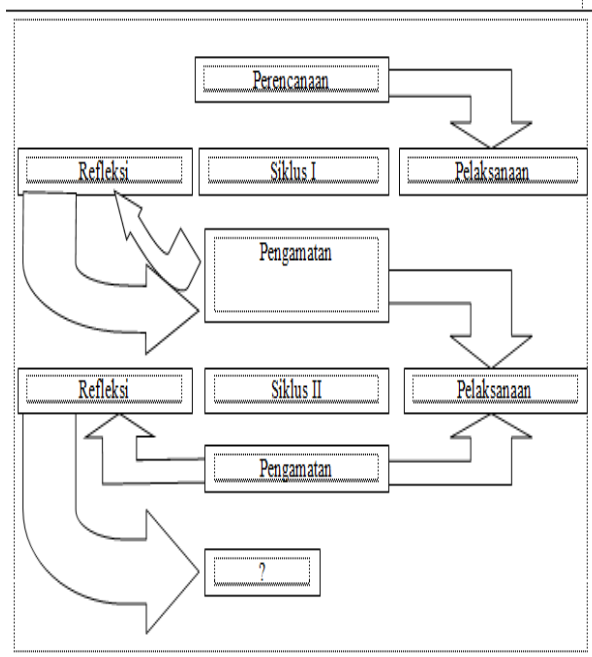 Perencanaan
Refleksi
Siklus I
Pelaksanaan
Pengamatan
Refleksi
Siklus II
Pelaksanaan
Pengamatan
?